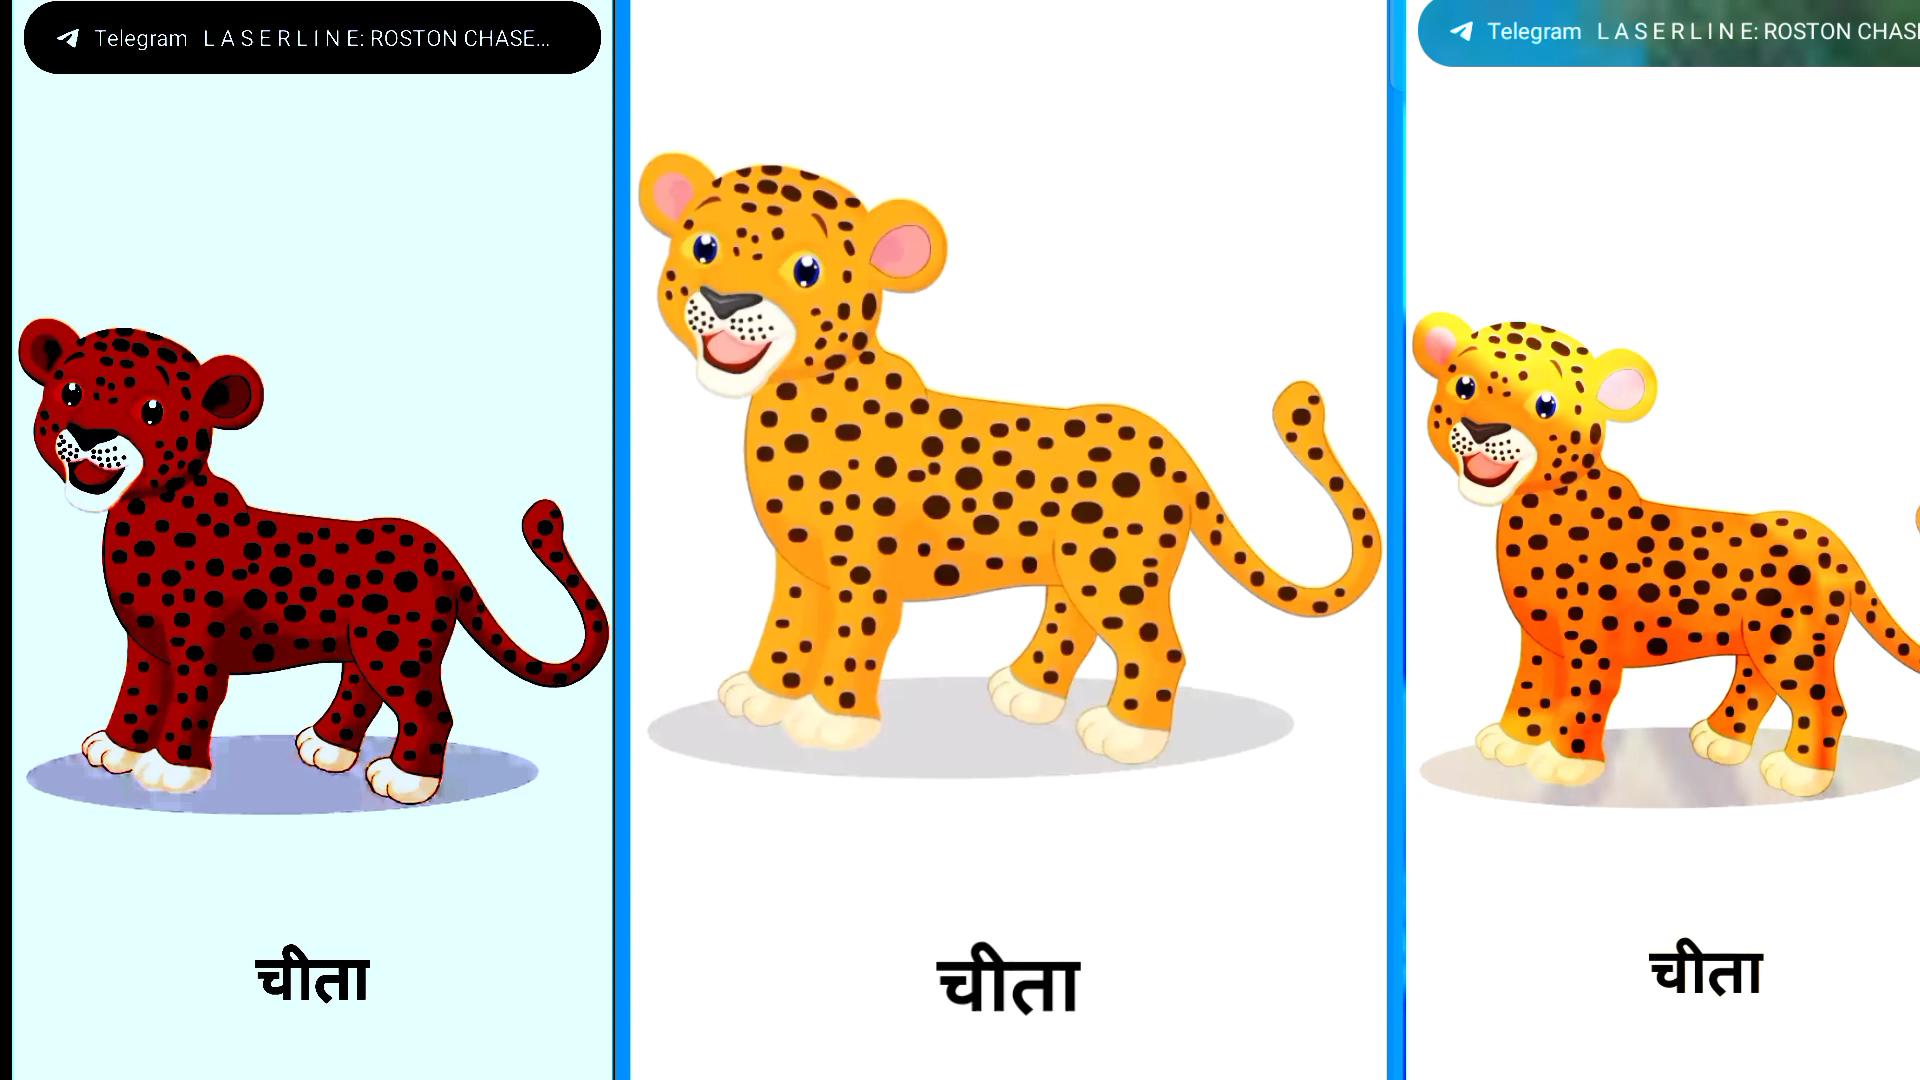 Telegram L A S E R L I N E: ROSTON CHASE...
चीता
चीता
Telegram L A S E R L I N E: ROSTON CHAS
चीता